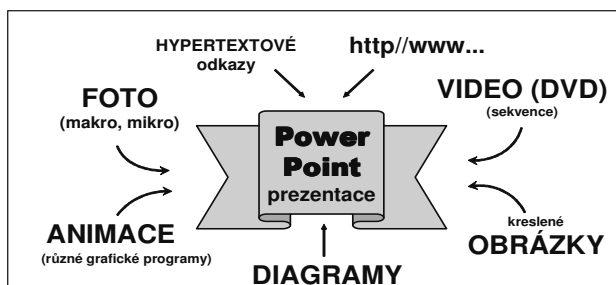 HYPERTEXTOVÉ
odkazy
http//www...
FOTO
(makro, mikro)
VIDEO (DVD)
(sekvence)
Power
Point
prezentace
ANIMACE
(různé grafické programy)
DIAGRAMY
kreslené
OBRÁZKY